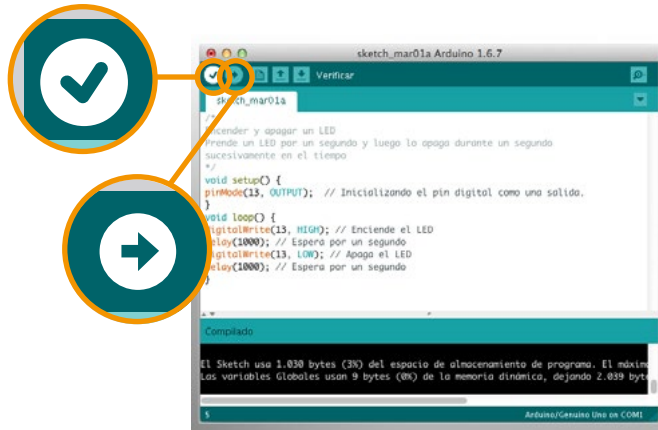 sketch_mar01a Arduino 1.6.7
Verificar
sketch_mar01a
/*
Encender y apagar un LED
Prende un LED por un segundo y luego lo apaga durante un segundo
sucesivamente en el tiempo
*/
void setup() {
pinMode(13, OUTPUT); // Inicializando el pin digital como una salida.
}
void loop() {
digitalWrite(13, HIGH); // Enciende el LED
delay(1000); // Espera por un segundo
digitalWrite(13, LOW); // Apaga el LED
delay(1000); // Espera por un segundo
}
Compilado
El Sketch usa 1.030 bytes (3%) del espacio de almacenamiento de programa. El máximo
Las variables Globales usan 9 bytes (0%) de la memoria dinámica, dejando 2.039 byte
5
Arduino/Genuino Uno on COM1